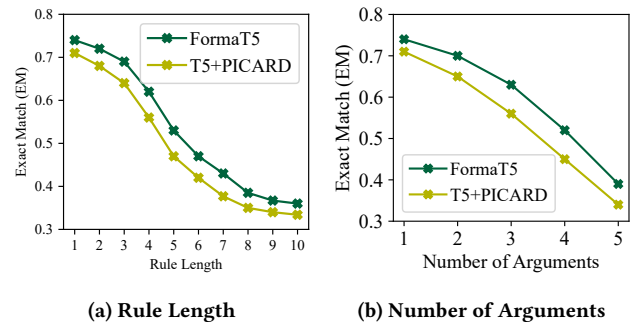 (a)
0.8
0.7
0.6
0.5
0.4
0.3
Exact Match (EM)
FormaT5
T5+PICARD
1 2 3 4 5 6 7 8 9 10
Rule Length
(b)
0.8
0.7
0.6
0.5
0.4
0.3
Exact Match (EM)
FormaT5
T5+PICARD
1 2 3 4 5
Number of Arguments
(a) Rule Length
(b) Number of Arguments